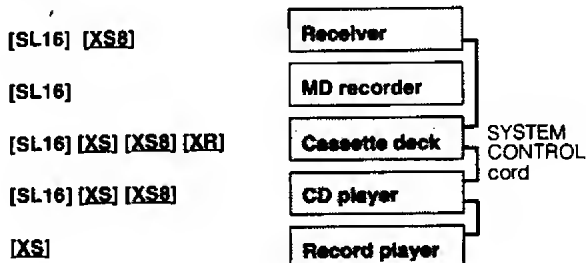 [SL16] [XS8] Receiver
[SL16] MD recorder
[SL16] [XS] [XS8] [XR] Cassette deck
SYSTEM
CONTROL
cord
[SL16] [XS] [XS8] CD player
[XS] Record player